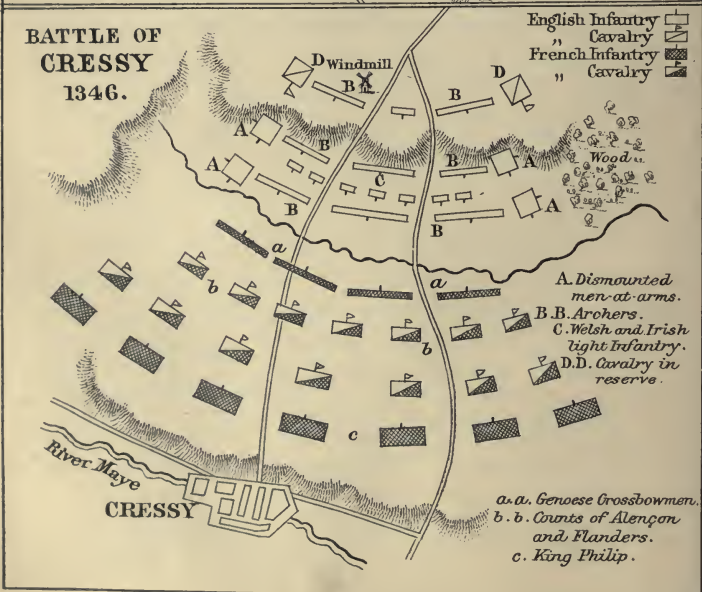 BATTLE OF
CRESSY
1346.
English Infantry
„ Cavalry
French Infantry
„ Cavalry
D
Windmill
B
B
D
A
B
B
A
Wood
A
B
C
B
A
a
a
b
b
c
A. Dismounted
men-at-arms.
B.B. Archers.
C. Welsh and Irish
light Infantry.
D.D. Cavalry in
reserve.
River Maye
CRESSY
a.a. Genoese Crossbowmen.
b.b. Counts of Alençon
and Flanders.
c. King Philip.